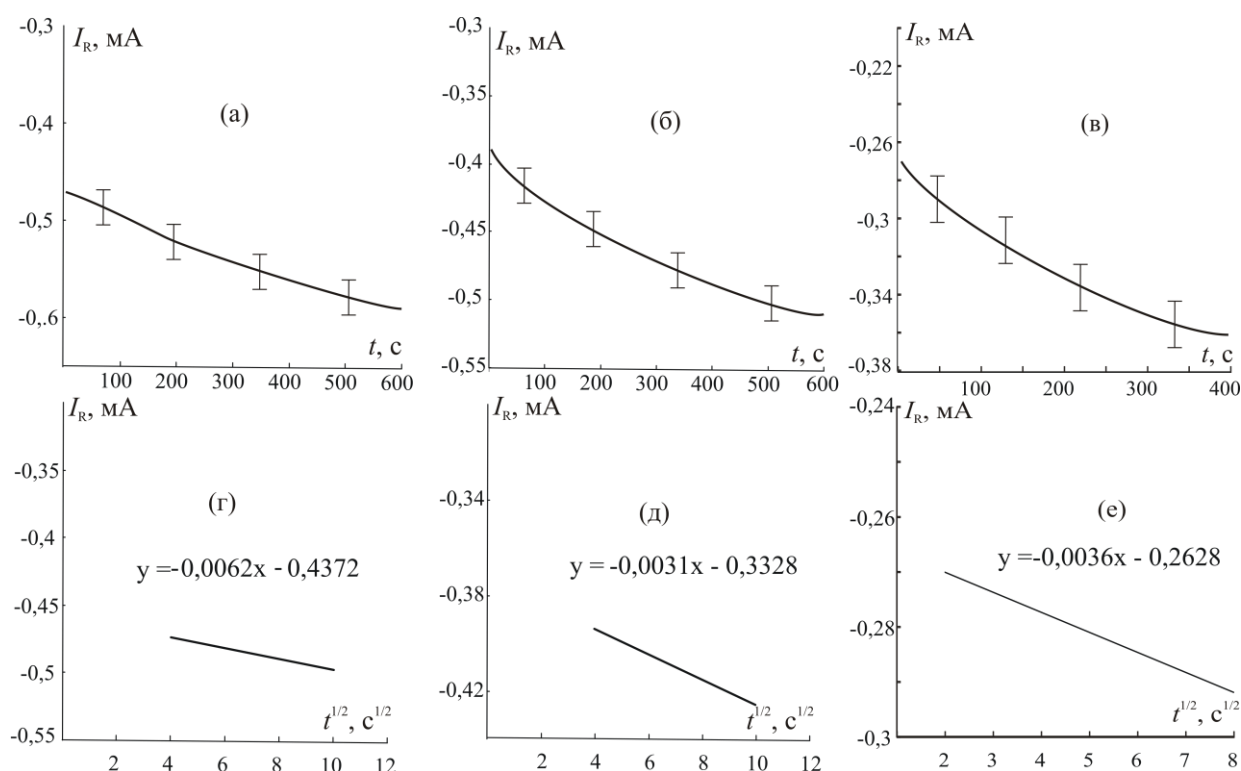 -0,3
I_R, мА
(а)
-0,4
-0,5
-0,6
t, с
100 200 300 400 500 600
-0,3
I_R, мА
-0,35
(б)
-0,4
-0,45
-0,5
t, с
-0,55
100 200 300 400 500 600
I_R, мА
-0,22
(в)
-0,26
-0,3
-0,34
t, с
-0,38
100 200 300 400
I_R, мА
-0,35
(г)
-0,4
y =-0,0062x - 0,4372
-0,45
-0,5
t^{1/2}, с^{1/2}
-0,55
2 4 6 8 10 12
I_R, мА
-0,34
(д)
y =-0,0031x - 0,3328
-0,38
-0,42
t^{1/2}, с^{1/2}
2 4 6 8 10 12
-0,24
I_R, мА
(е)
-0,26
y =-0,0036x - 0,2628
-0,28
t^{1/2}, с^{1/2}
-0,3
2 3 4 5 6 7 8